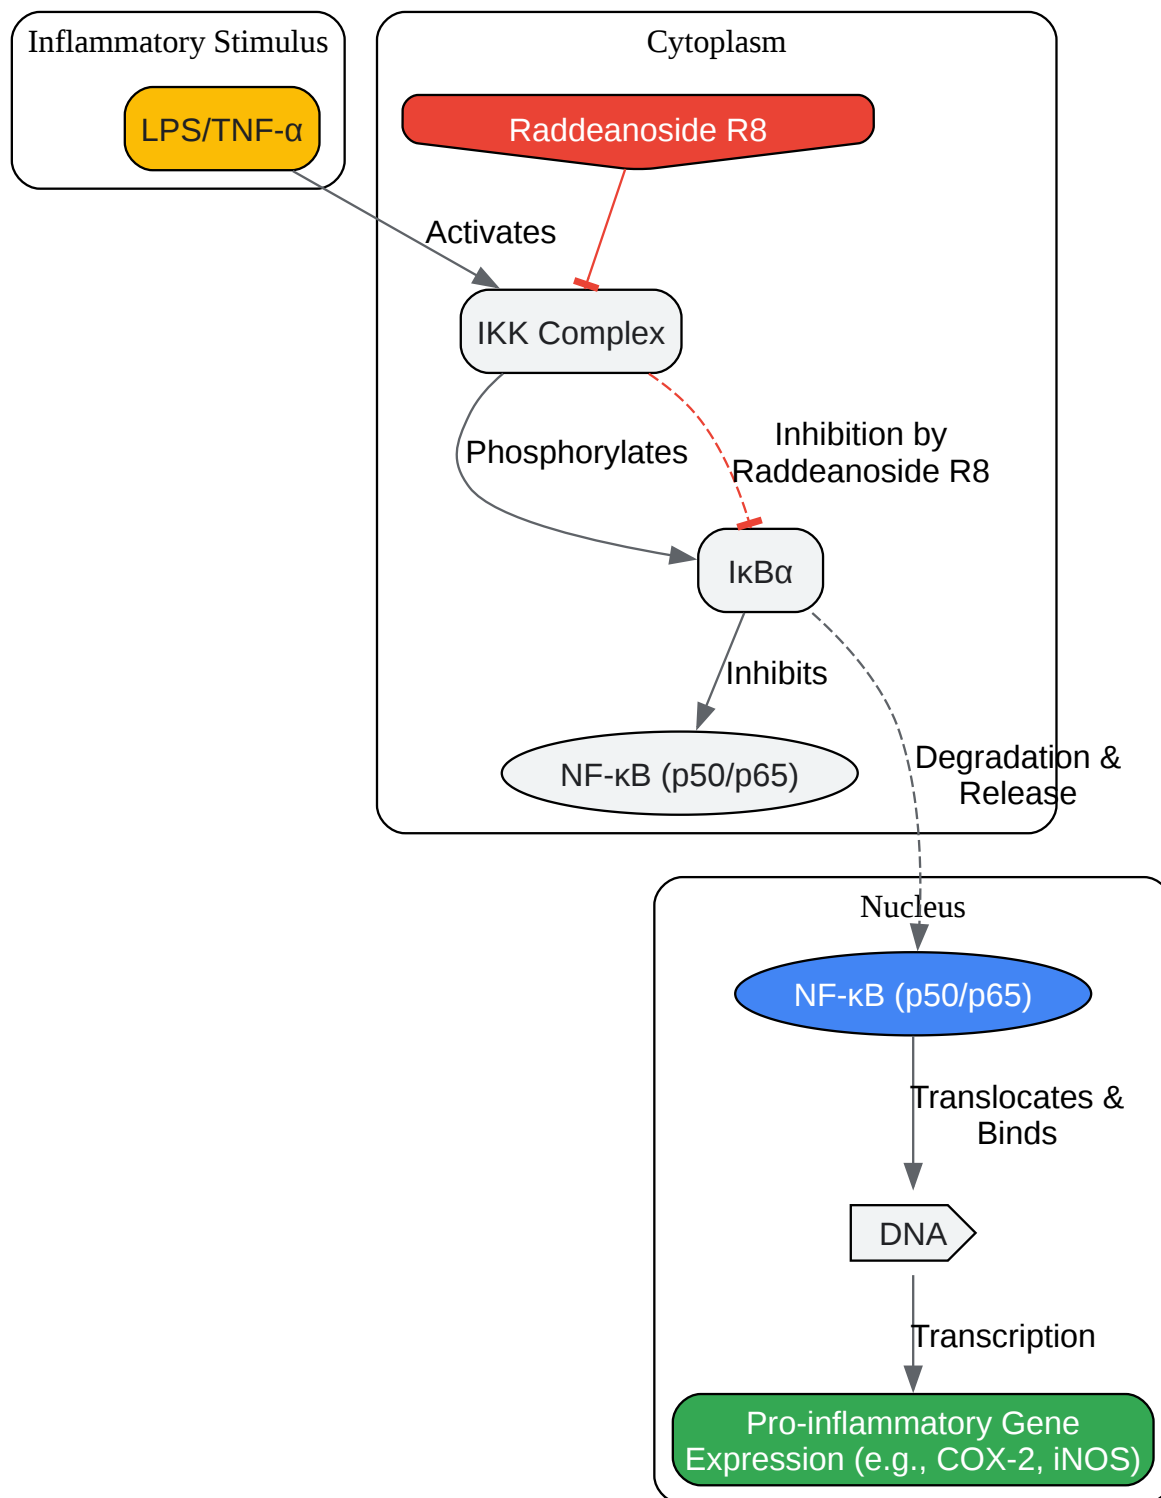 Inflammatory Stimulus
LPS/TNF-α
Cytoplasm
Raddeanoside R8
Activates
IKK Complex
Phosphorylates
Inhibition by
Raddeanoside R8
IκBα
Inhibits
NF-κB (p50/p65)
Degradation &
Release
Nucleus
NF-κB (p50/p65)
Translocates &
Binds
DNA
Transcription
Pro-inflammatory Gene
Expression (e.g., COX-2, iNOS)